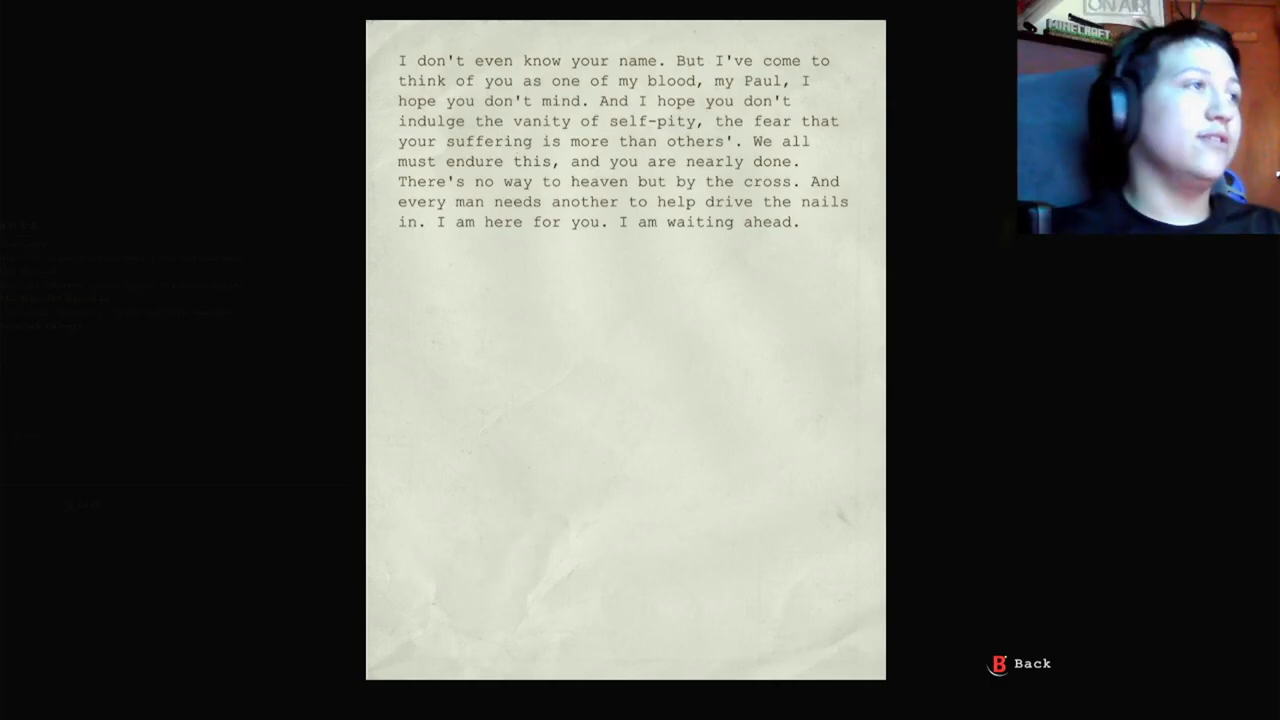 I don't even know your name. But I've come to
think of you as one of my blood, my Paul, I
hope you don't mind. And I hope you don't
indulge the vanity of self-pity, the fear that
your suffering is more than others'. We all
must endure this, and you are nearly done.
There's no way to heaven but by the cross. And
every man needs another to help drive the nails
in. I am here for you. I am waiting ahead.
ON AIR
MINECRAFT
B Back